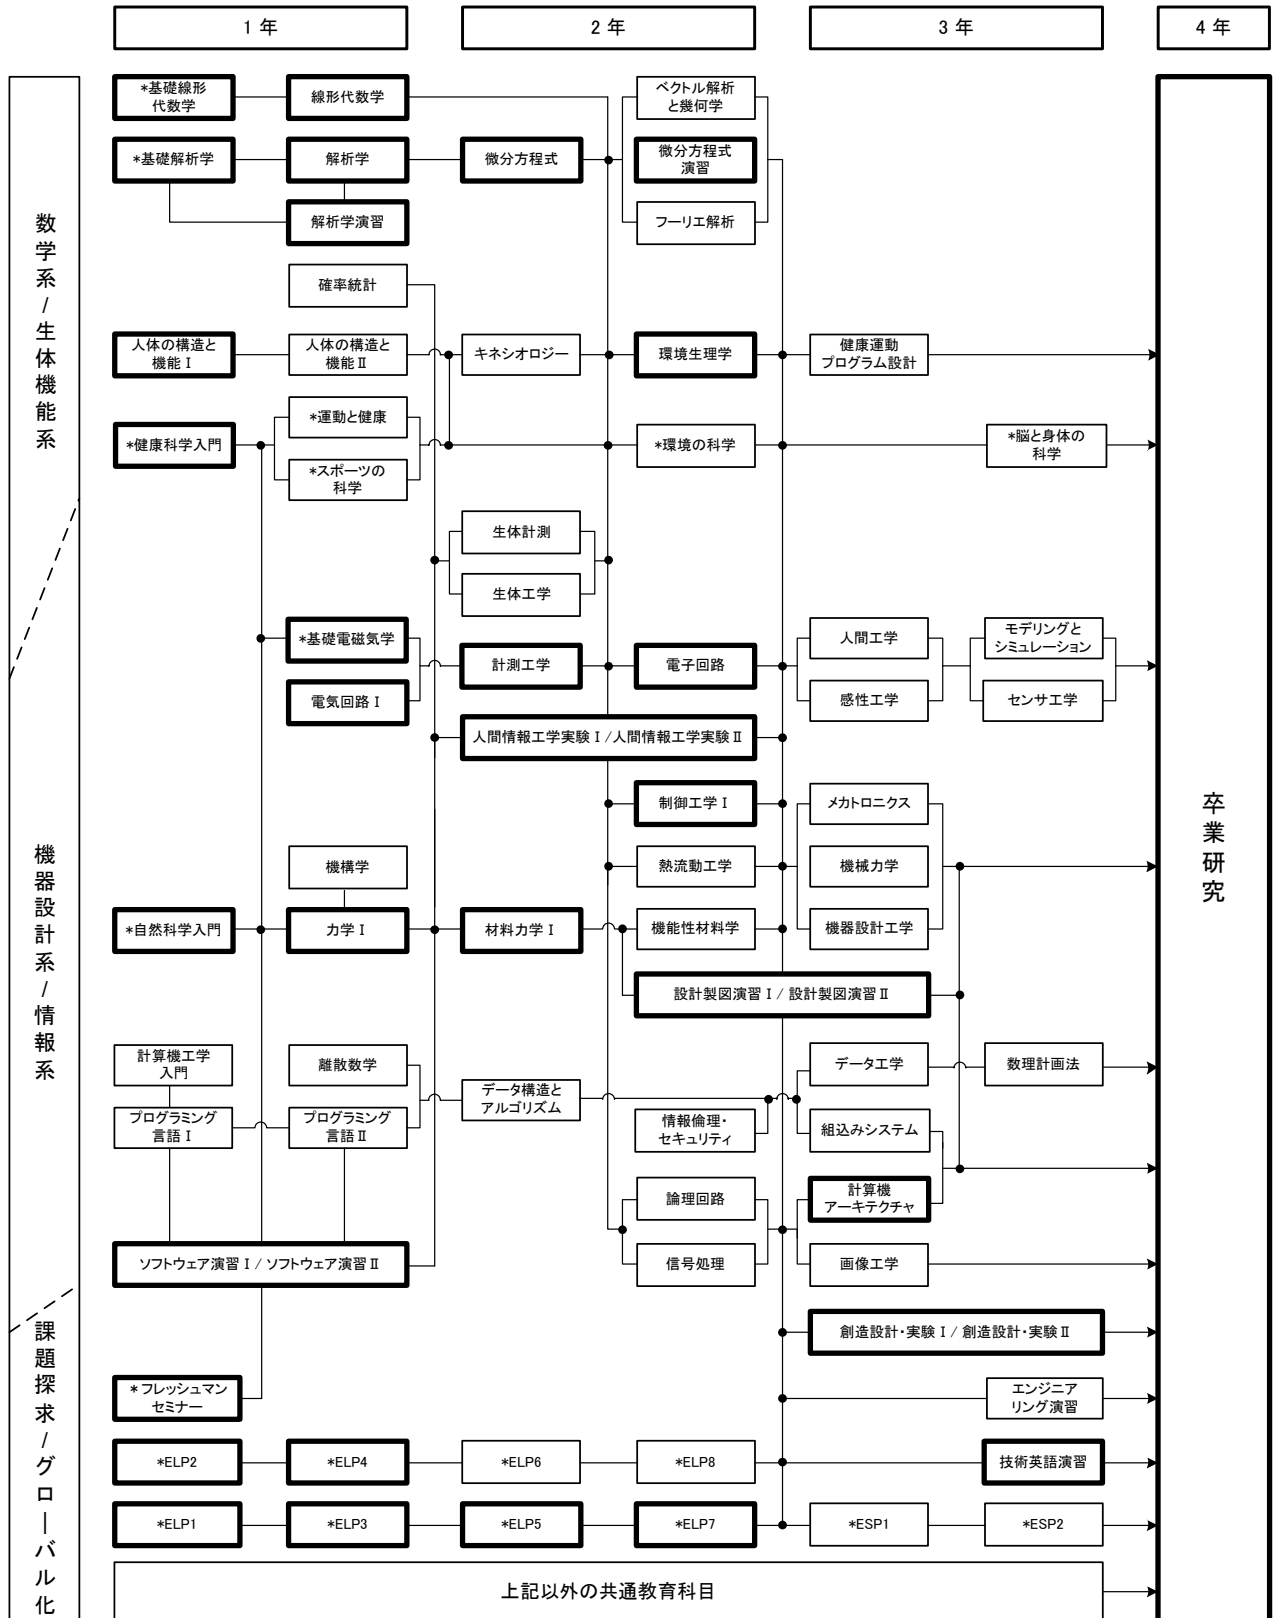 1 年
2 年
3 年
4 年
数学系/生体機能系
機器設計系/情報系
課題探求/グローバル化
*基礎線形
代数学
線形代数学
ベクトル解析
と幾何学
*基礎解析学
解析学
微分方程式
微分方程式
演習
解析学演習
フーリエ解析
確率統計
人体の構造と
機能Ⅰ
人体の構造と
機能Ⅱ
キネシオロジー
環境生理学
健康運動
プログラム設計
*健康科学入門
*運動と健康
*スポーツの
科学
*環境の科学
*脳と身体の
科学
生体計測
生体工学
*基礎電磁気学
電気回路Ⅰ
計測工学
電子回路
人間工学
感性工学
モデリングと
シミュレーション
センサ工学
人間情報工学実験Ⅰ/人間情報工学実験Ⅱ
制御工学Ⅰ
メカトロニクス
機構学
熱流動工学
機械力学
*自然科学入門
力学Ⅰ
材料力学Ⅰ
機能性材料学
機器設計工学
設計製図演習Ⅰ/設計製図演習Ⅱ
計算機工学
入門
離散数学
データ構造と
アルゴリズム
データ工学
数理計画法
プログラミング
言語Ⅰ
プログラミング
言語Ⅱ
情報倫理・
セキュリティ
組込みシステム
論理回路
計算機
アーキテクチャ
ソフトウェア演習Ⅰ/ソフトウェア演習Ⅱ
信号処理
画像工学
創造設計・実験Ⅰ/創造設計・実験Ⅱ
*フレッシュマン
セミナー
エンジニア
リング演習
*ELP2
*ELP4
*ELP6
*ELP8
技術英語演習
*ELP1
*ELP3
*ELP5
*ELP7
*ESP1
*ESP2
上記以外の共通教育科目
卒業研究